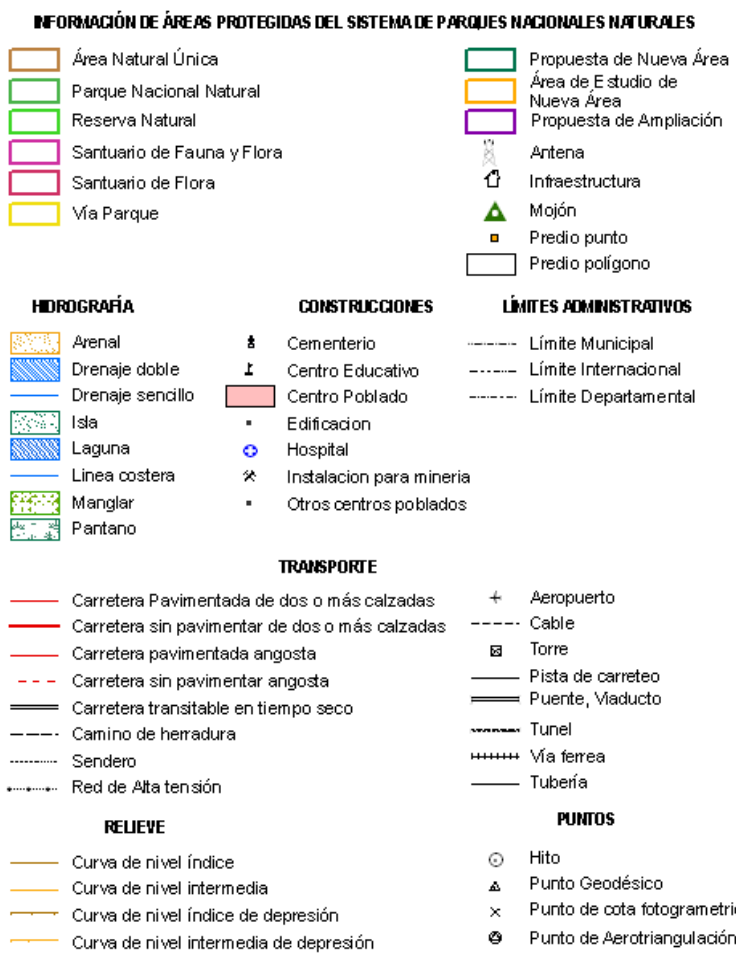 INFORMACIÓN DE ÁREAS PROTEGIDAS DEL SISTEMA DE PARQUES NACIONALES NATURALES
Área Natural Única
Parque Nacional Natural
Reserva Natural
Santuario de Fauna y Flora
Santuario de Flora
Vía Parque
Propuesta de Nueva Área
Área de Estudio de
Nueva Área
Propuesta de Ampliación
Antena
Infraestructura
Mojón
Predio punto
Predio polígono
HIDROGRAFÍA
Arenal
Drenaje doble
Drenaje sencillo
Isla
Laguna
Linea costera
Manglar
Pantano
CONSTRUCCIONES
Cementerio
Centro Educativo
Centro Poblado
Edificacion
Hospital
Instalacion para mineria
Otros centros poblados
LÍMITES ADMINISTRATIVOS
Límite Municipal
Límite Internacional
Límite Departamental
TRANSPORTE
Carretera Pavimentada de dos o más calzadas
Carretera sin pavimentar de dos o más calzadas
Carretera pavimentada angosta
Carretera sin pavimentar angosta
Carretera transitable en tiempo seco
Camino de herradura
Sendero
Red de Alta tensión
Aeropuerto
Cable
Torre
Pista de carreteo
Puente, Viaducto
Tunel
Vía ferrea
Tubería
RELIEVE
Curva de nivel índice
Curva de nivel intermedia
Curva de nivel índice de depresión
Curva de nivel intermedia de depresión
PUNTOS
Hito
Punto Geodésico
Punto de cota fotogrametri
Punto de Aerotriangulación